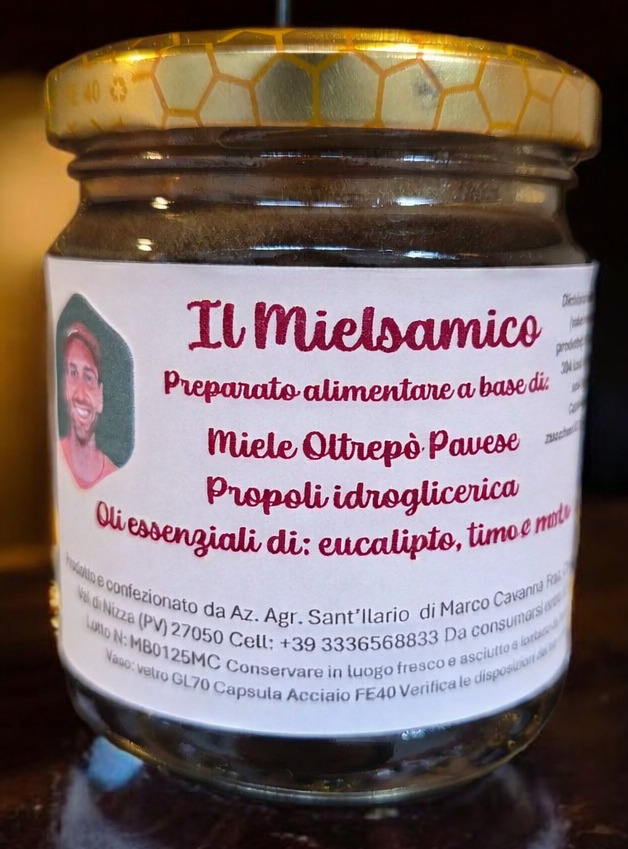 FE 40
Il Mielsamico
Preparato alimentare a base di:
Miele Oltrepò Pavese
Propoli idroglicerica
Oli essenziali di: eucalipto, timo e
Prodotto e confezionato da Az. Agr. Sant'Ilario di Marco Cavanna
Val di Nizza (PV) 27050 Cell: +39 3336568833 Da consumarsi
Lotto N: MB0125MC Conservare in luogo fresco e asciutto e
Vaso: vetro GL70 Capsula Acciaio FE40 Verifica le disposizioni